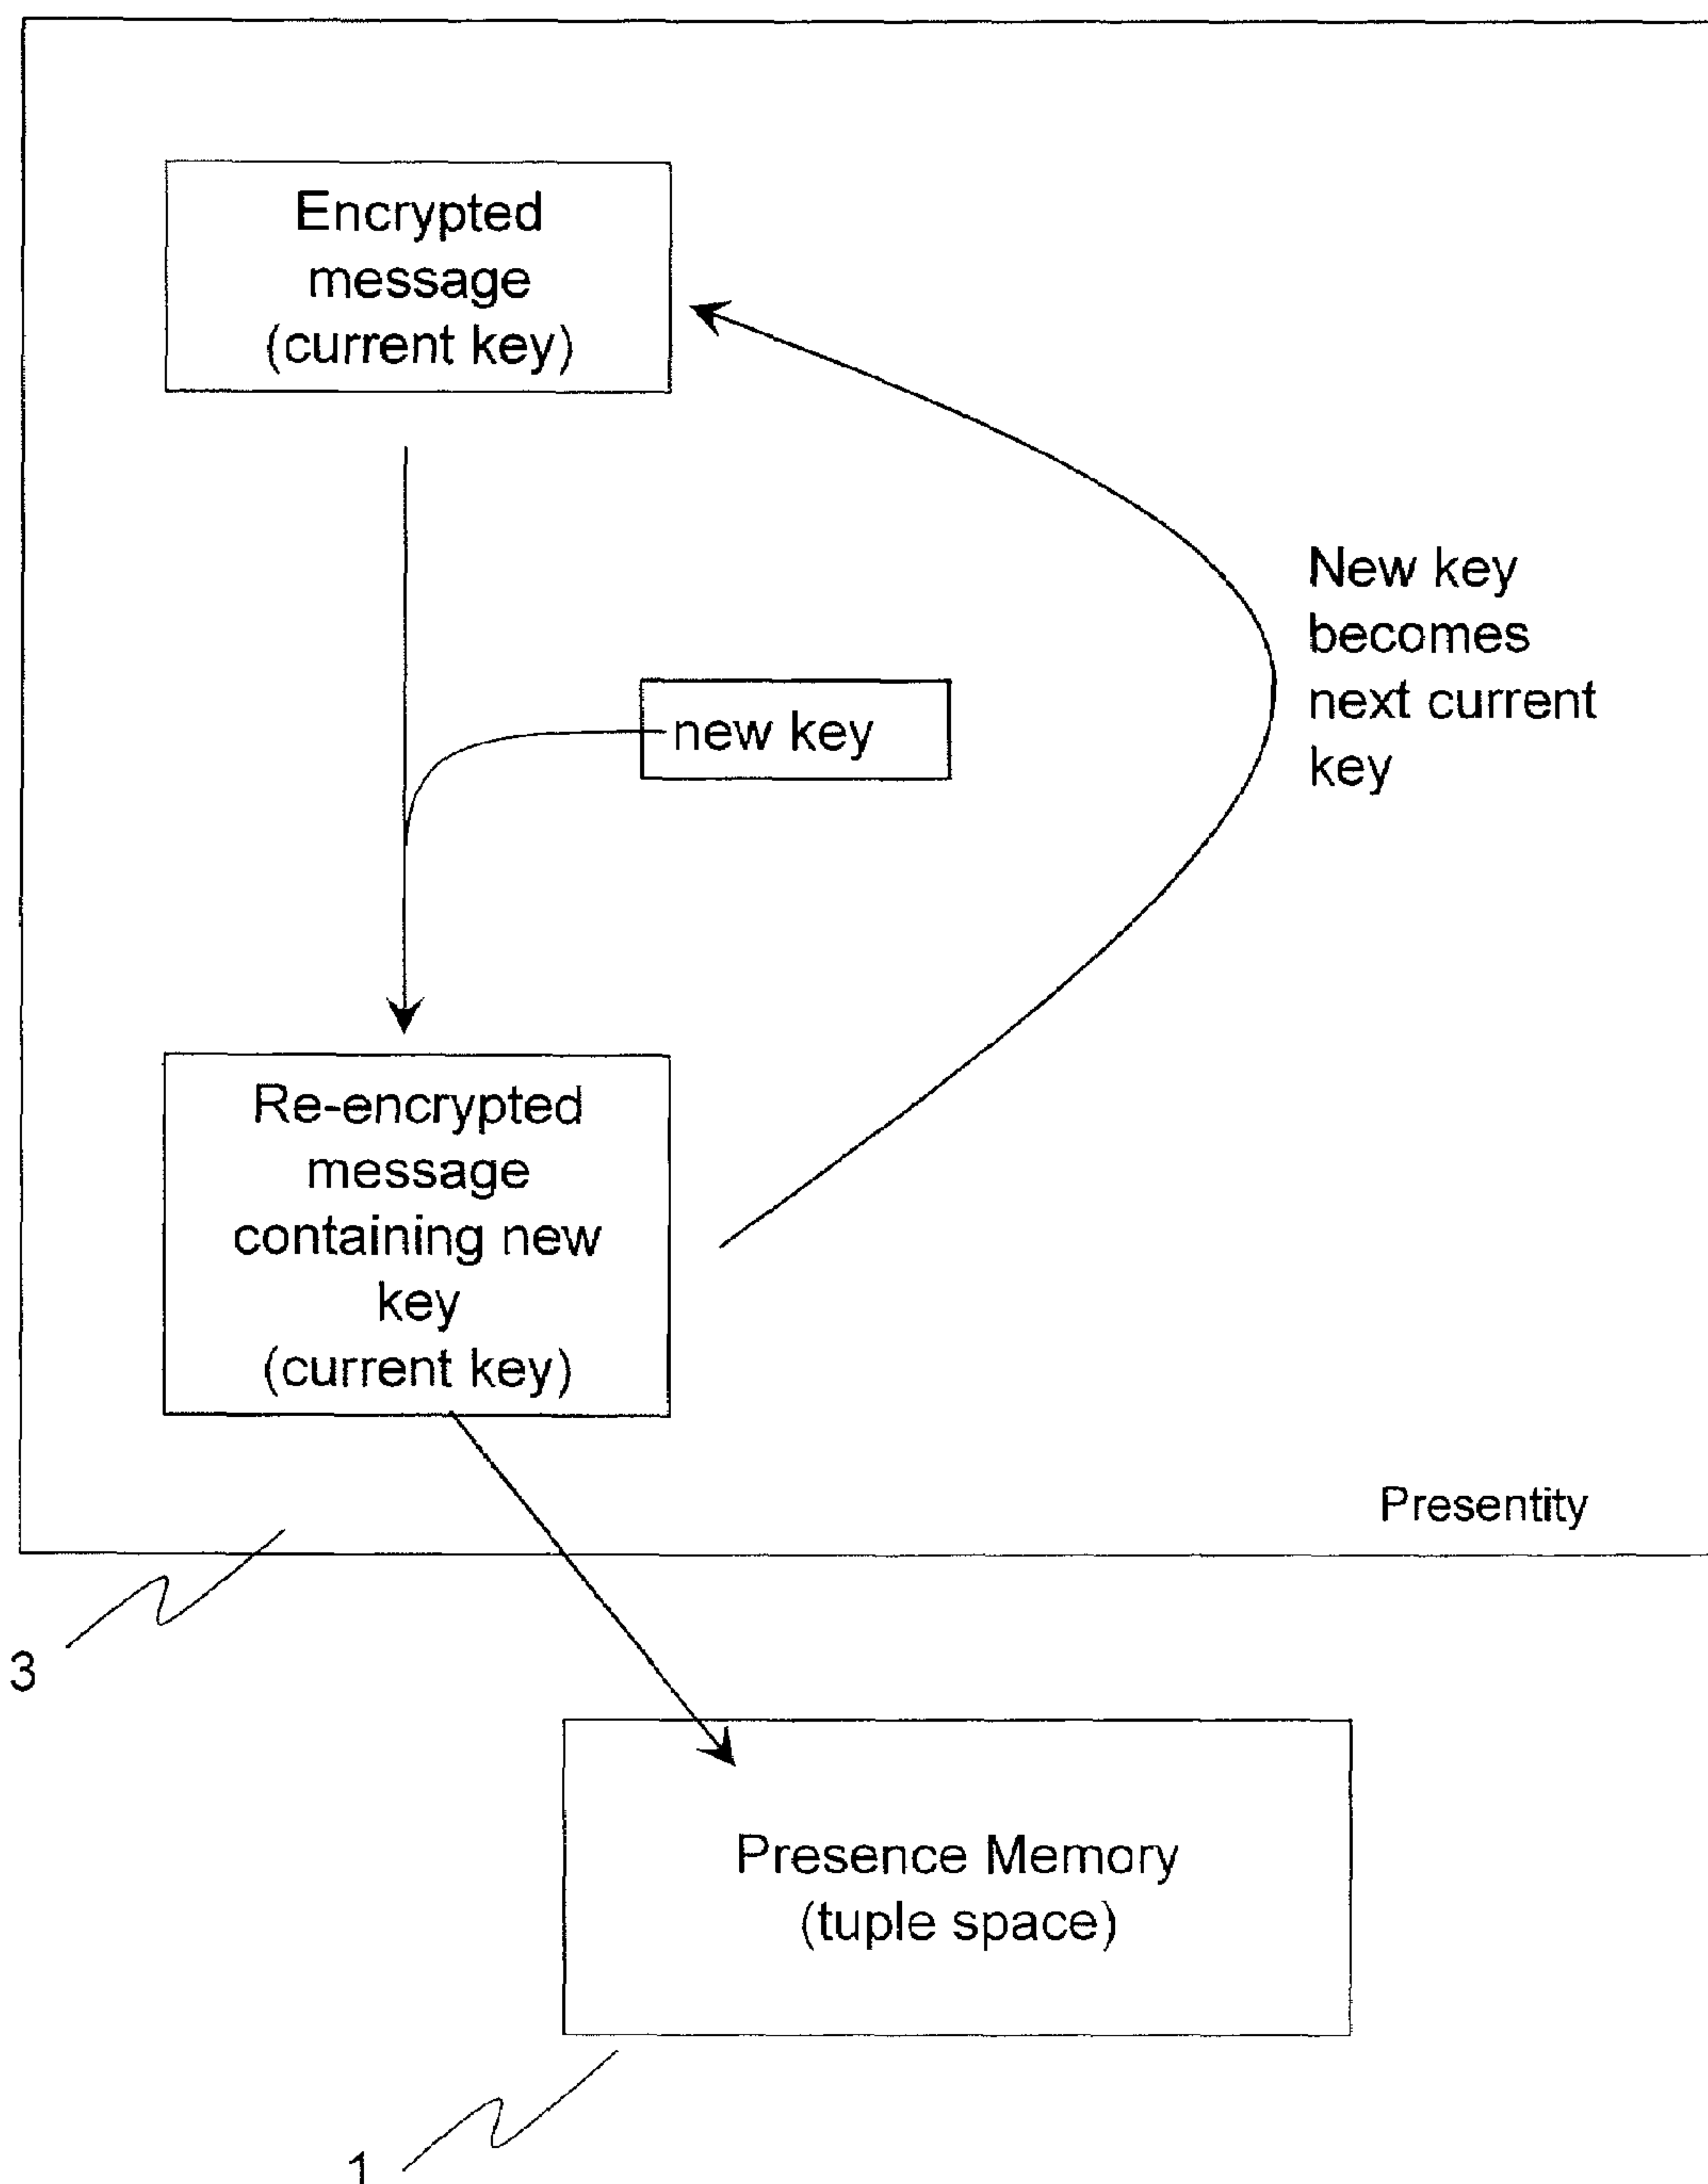 Encrypted
message
(current key)
New key
becomes
next current
key
new key
Re-encrypted
message
containing new
key
(current key)
Presentity
3
Presence Memory
(tuple space)
1